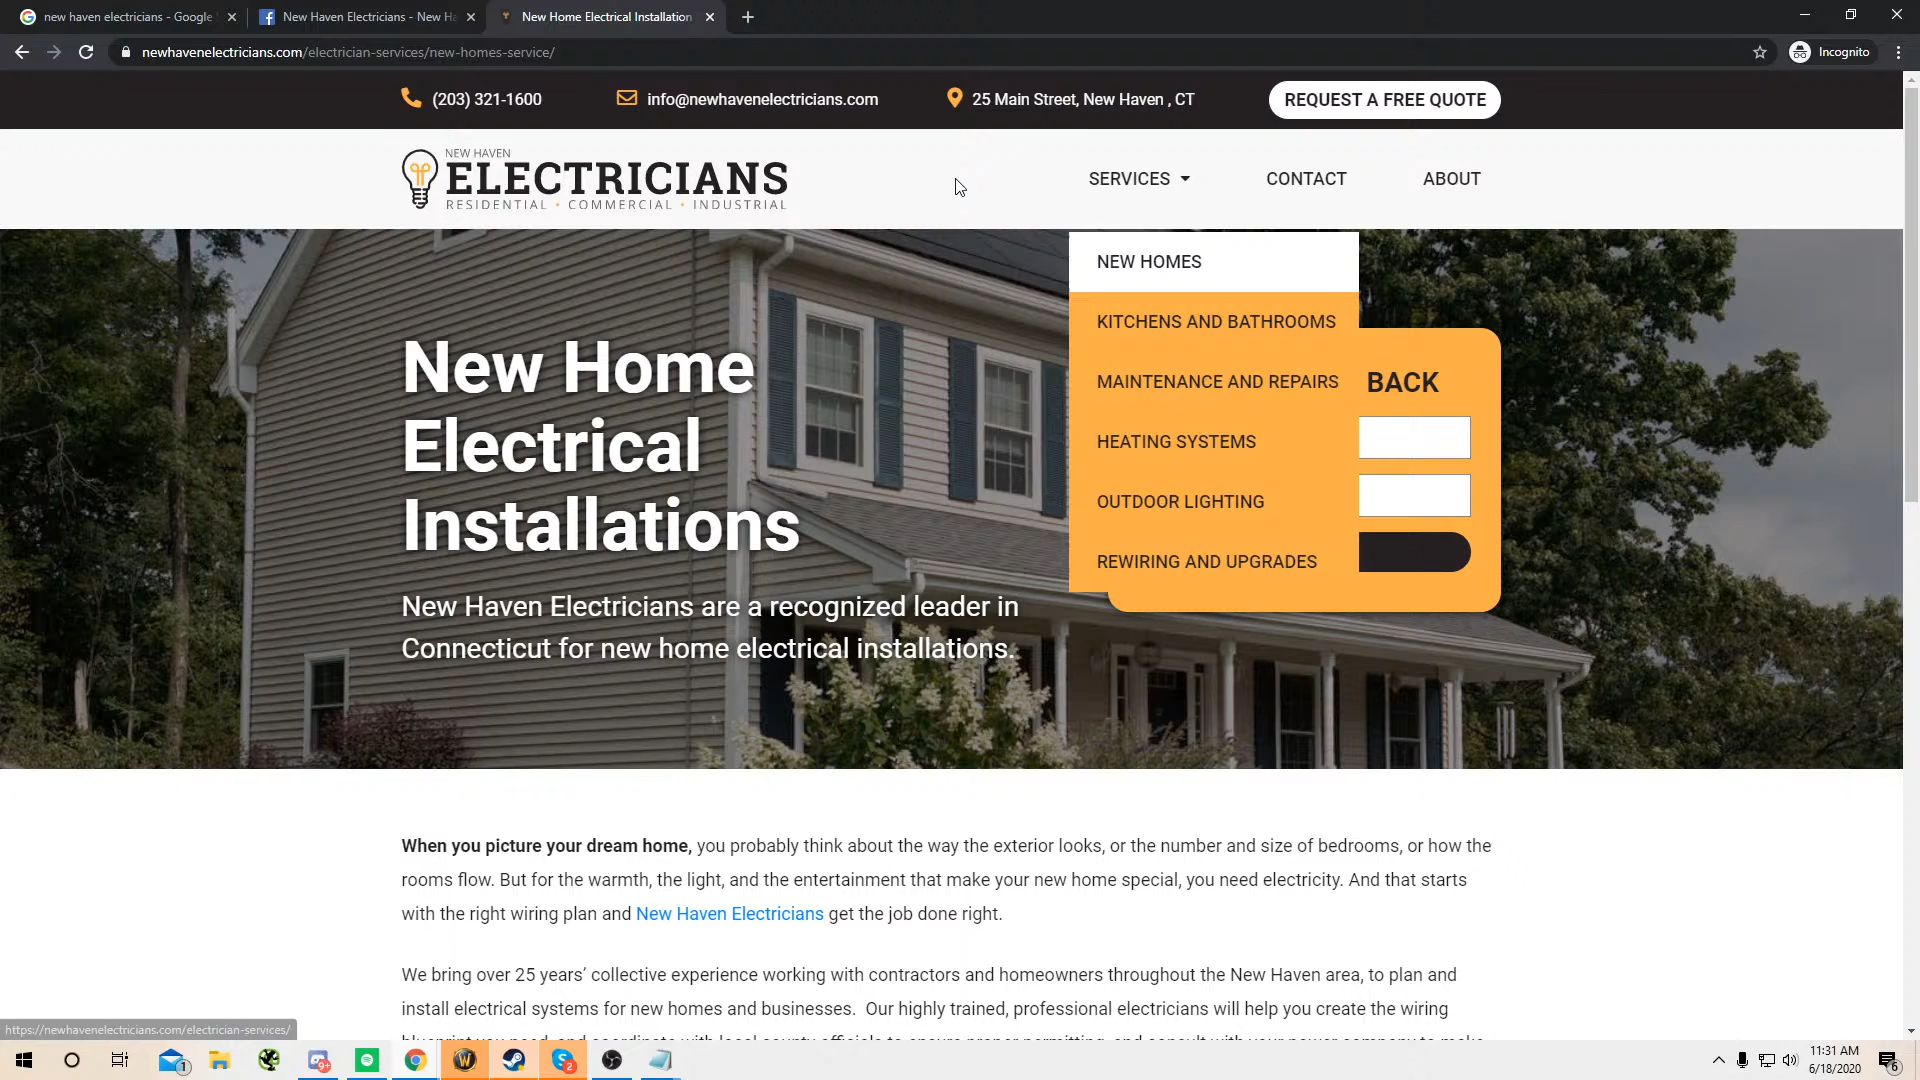 new haven electricians - Google
New Haven Electricians - New Ha
New Home Electrical Installation
newhavenelectricians.com/electrician-services/new-homes-service/
Incognito
(203) 321-1600
info@newhavenelectricians.com
25 Main Street, New Haven , CT
REQUEST A FREE QUOTE
NEW HAVEN
ELECTRICIANS
RESIDENTIAL • COMMERCIAL • INDUSTRIAL
SERVICES
CONTACT
ABOUT
NEW HOMES
KITCHENS AND BATHROOMS
MAINTENANCE AND REPAIRS
HEATING SYSTEMS
OUTDOOR LIGHTING
REWIRING AND UPGRADES
BACK
New Home
Electrical
Installations
New Haven Electricians are a recognized leader in
Connecticut for new home electrical installations.
When you picture your dream home, you probably think about the way the exterior looks, or the number and size of bedrooms, or how the
rooms flow. But for the warmth, the light, and the entertainment that make your new home special, you need electricity. And that starts
with the right wiring plan and New Haven Electricians get the job done right.
We bring over 25 years’ collective experience working with contractors and homeowners throughout the New Haven area, to plan and
install electrical systems for new homes and businesses.  Our highly trained, professional electricians will help you create the wiring
https://newhavenelectricians.com/electrician-services/
1
9+
2
11:31 AM
6/18/2020
6